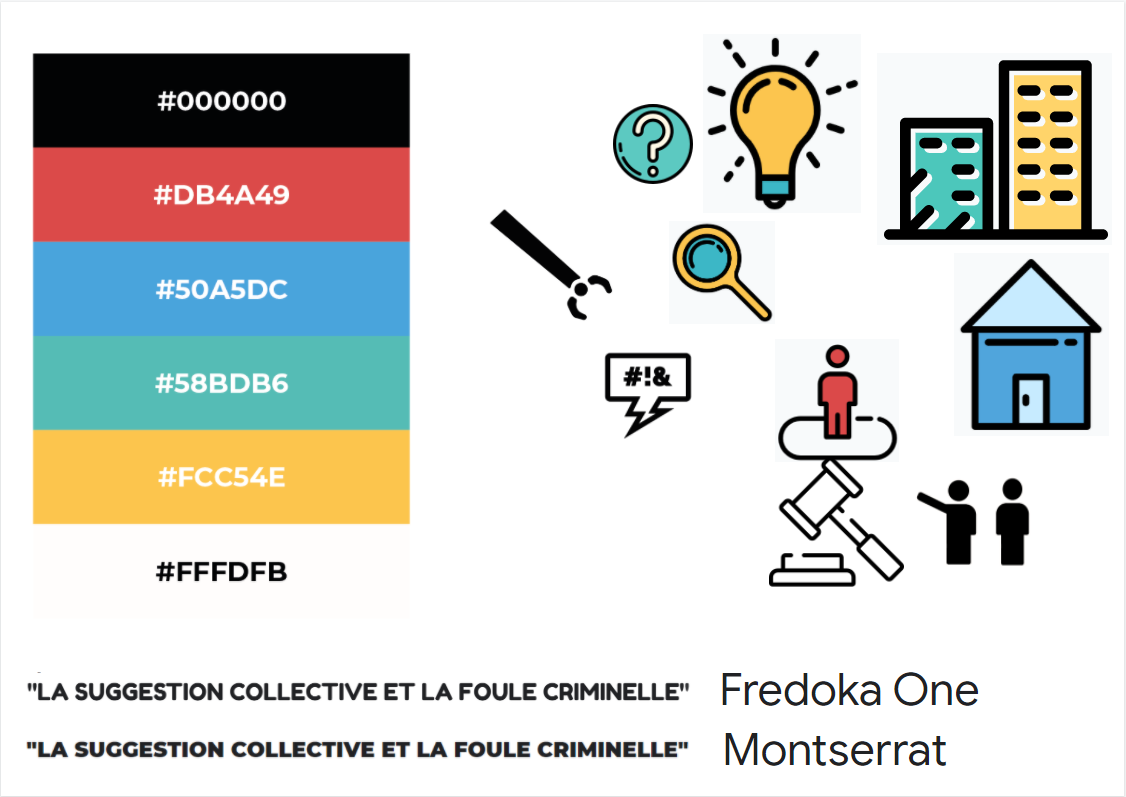 #000000
#DB4A49
#50A5DC
#58BDB6
#FCC54E
#FFFDFB
?
#!&
"LA SUGGESTION COLLECTIVE ET LA FOULE CRIMINELLE" Fredoka One
"LA SUGGESTION COLLECTIVE ET LA FOULE CRIMINELLE" Montserrat